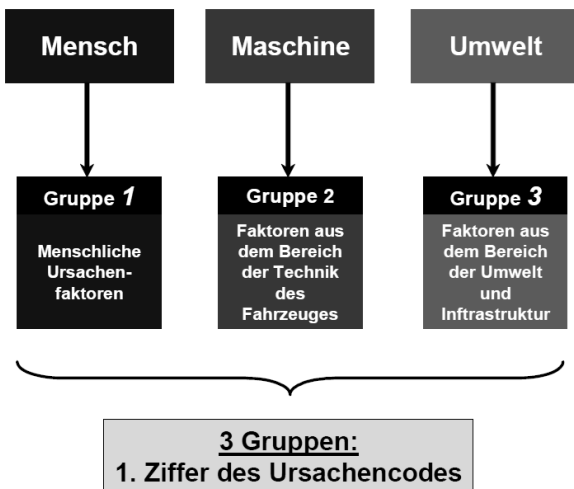 Mensch
Maschine
Umwelt
Gruppe 1
Menschliche
Ursachen-
faktoren
Gruppe 2
Faktoren aus
dem Bereich
der Technik
des
Fahrzeuges
Gruppe 3
Faktoren aus
dem Bereich
der Umwelt
und
Inftrastruktur
3 Gruppen:
1. Ziffer des Ursachencodes